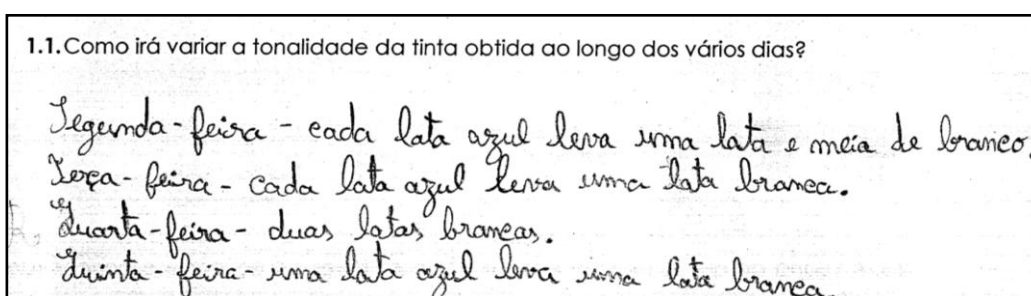 1.1. Como irá variar a tonalidade da tinta obtida ao longo dos vários dias?
Segunda-feira - cada lata azul leva uma lata e meia de branco.
Terça-feira - cada lata azul leva uma lata branca.
Quarta-feira - duas latas brancas.
Quinta-feira - uma lata azul leva uma lata branca.